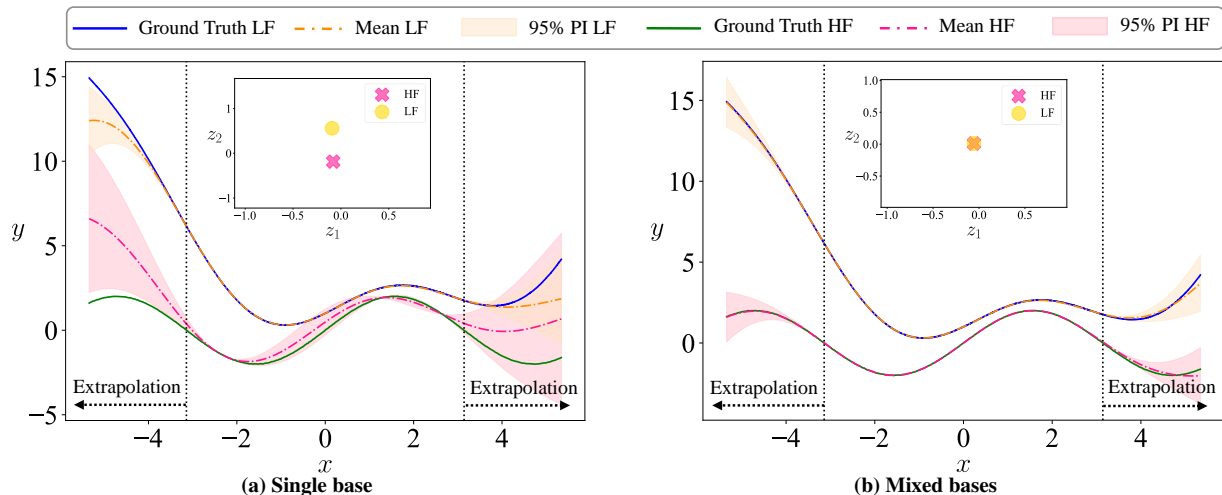 Ground Truth LF Mean LF 95% PI LF Ground Truth HF Mean HF 95% PI HF
15
10
5
0
−5
y
−4 −2 0 2 4
x
Extrapolation Extrapolation
1
0
−1
z2
−1.0 −0.5 0.0 0.5
z1
HF
LF
(a) Single base
15
10
5
0
y
−4 −2 0 2 4
x
Extrapolation Extrapolation
1.0
0.5
0.0
−0.5
z2
−1.0 −0.5 0.0 0.5
z1
HF
LF
(b) Mixed bases